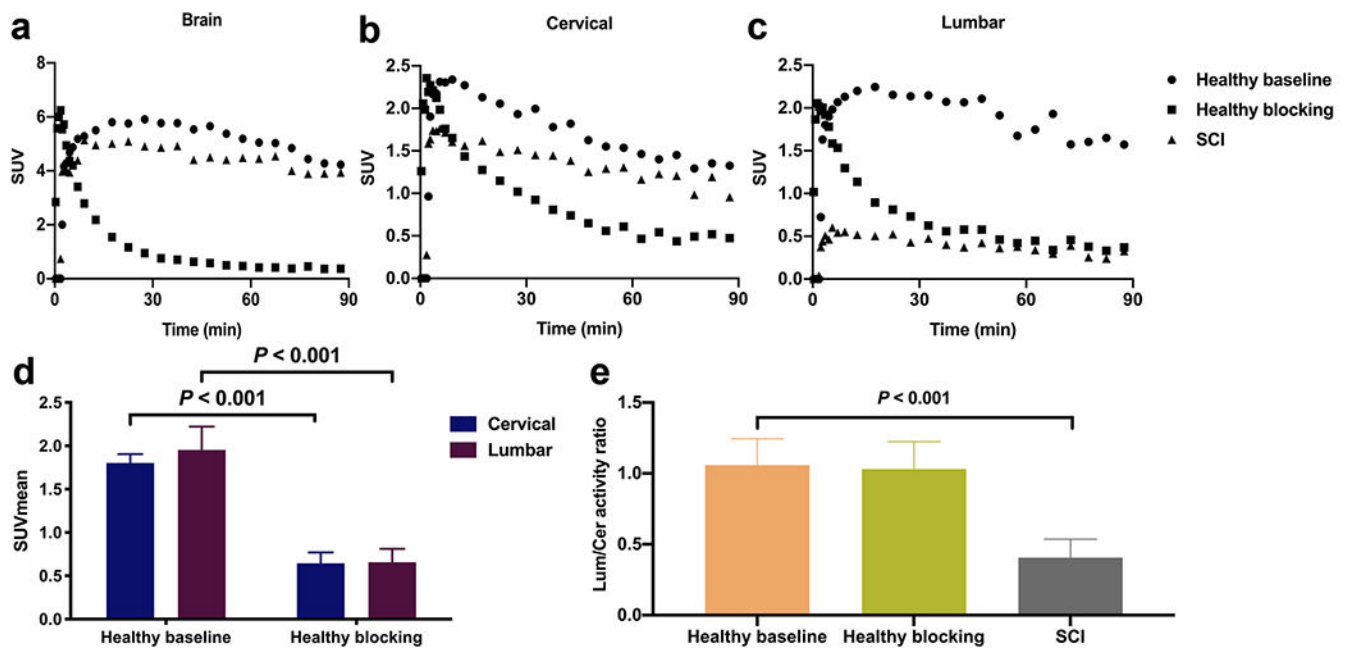 a
Brain
8
6
4
2
0
SUV
0
30
60
90
Time (min)
b
Cervical
2.5
2.0
1.5
1.0
0.5
0.0
SUV
0
30
60
90
Time (min)
c
Lumbar
2.5
2.0
1.5
1.0
0.5
0.0
SUV
0
30
60
90
Time (min)
Healthy baseline
Healthy blocking
SCI
d
P < 0.001
P < 0.001
2.5
2.0
1.5
1.0
0.5
0.0
SUVmean
Healthy baseline
Healthy blocking
Cervical
Lumbar
e
P < 0.001
1.5
1.0
0.5
0.0
Lum/Cer activity ratio
Healthy baseline
Healthy blocking
SCI